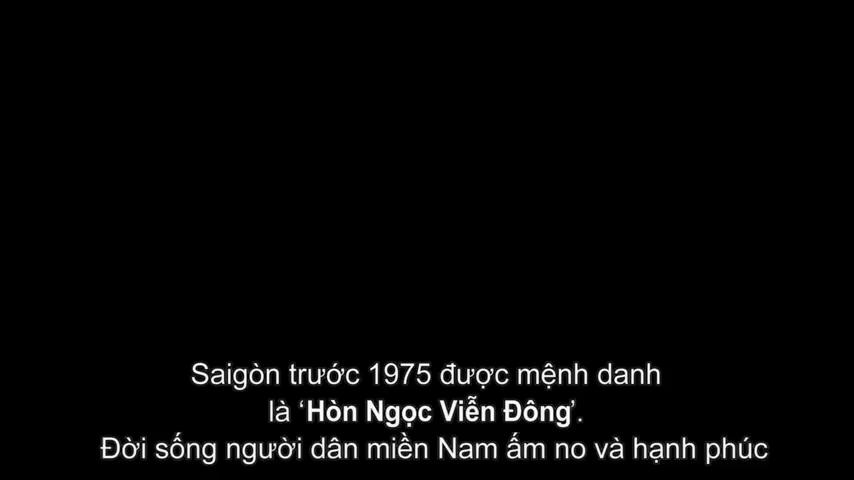 Saigòn trước 1975 được mệnh danh
là ‘Hòn Ngọc Viễn Đông’.
Đời sống người dân miền Nam ấm no và hạnh phúc